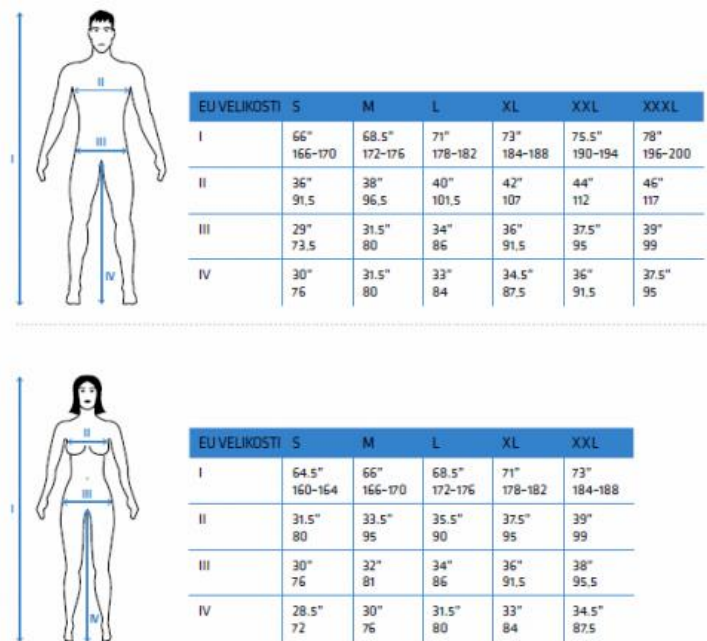 II
III
I
IV
EU VELIKOSTI S M L XL XXL XXXL
I 66" 68.5" 71" 73" 75.5" 78"
166-170 172-176 178-182 184-188 190-194 196-200
II 36" 38" 40" 42" 44" 46"
91,5 96,5 101,5 107 112 117
III 29" 31.5" 34" 36" 37.5" 39"
73,5 80 86 91,5 95 99
IV 30" 31.5" 33" 34.5" 36" 37.5"
76 80 84 87,5 91,5 95
II
III
I
IV
EU VELIKOSTI S M L XL XXL
I 64.5" 66" 68.5" 71" 73"
160-164 166-170 172-176 178-182 184-188
II 31.5" 33.5" 35.5" 37.5" 39"
80 95 90 95 99
III 30" 32" 34" 36" 38"
76 81 86 91,5 95,5
IV 28.5" 30" 31.5" 33" 34.5"
72 76 80 84 87,5